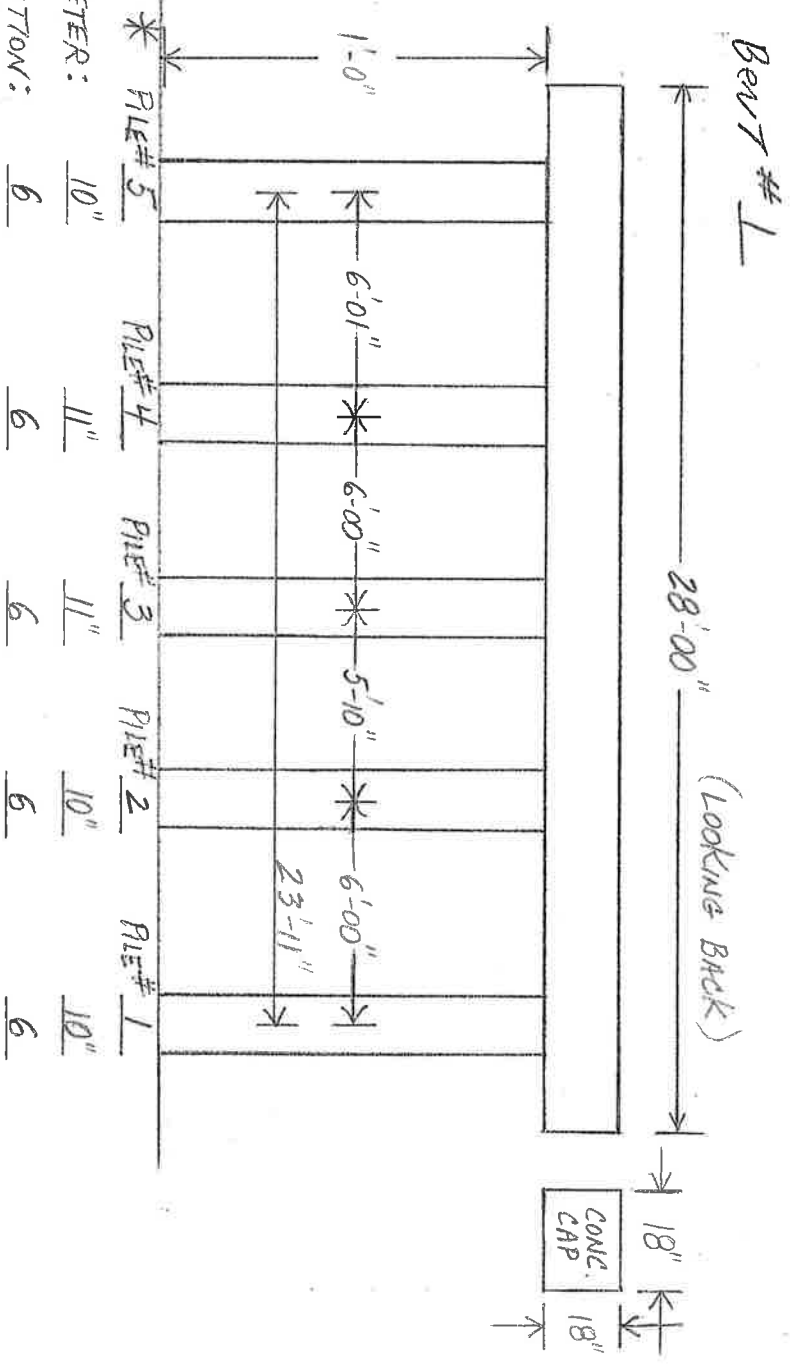 Bent # 1
28'-00" (LOOKING BACK)
18"
CONC.
CAP
18"
1'-0"
6'-01" 6'-00" 5'-10" 6'-00"
23'-11"
* PILE # 5 PILE # 4 PILE # 3 PILE # 2 PILE # 1
ETER: 10" 11" 11" 10" 10"
TION: 6 6 6 6 6